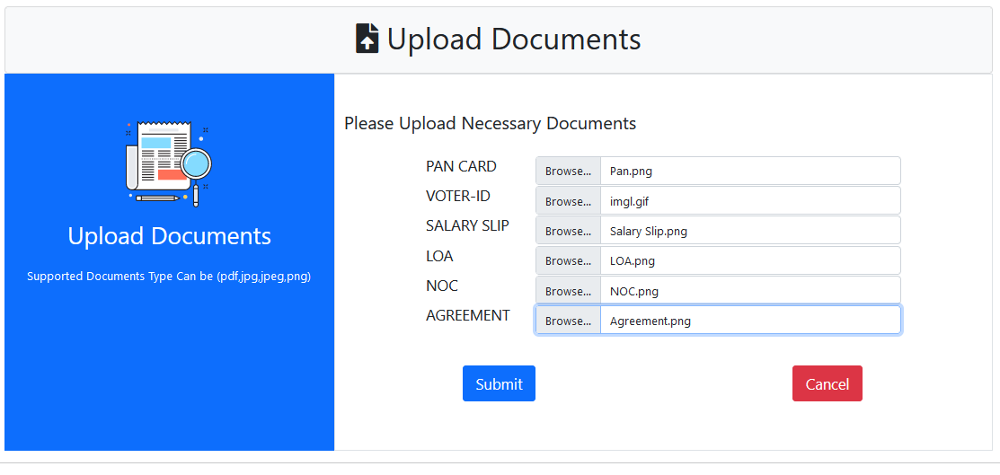 Upload Documents
Upload Documents
Supported Documents Type Can be (pdf,jpg,jpeg,png)
Please Upload Necessary Documents
PAN CARD Browse... Pan.png
VOTER-ID Browse... imgl.gif
SALARY SLIP Browse... Salary Slip.png
LOA Browse... LOA.png
NOC Browse... NOC.png
AGREEMENT Browse... Agreement.png
Submit Cancel